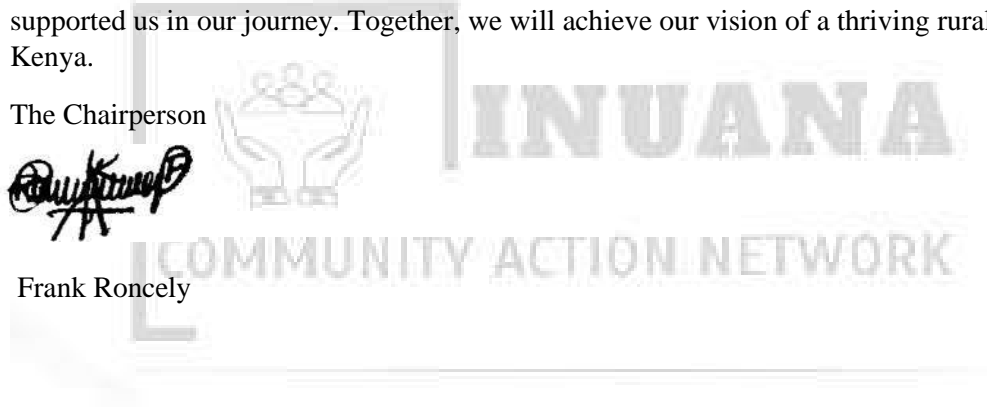 supported us in our journey. Together, we will achieve our vision of a thriving rural
Kenya.
The Chairperson
INUANA
COMMUNITY ACTION NETWORK
Frank Roncely